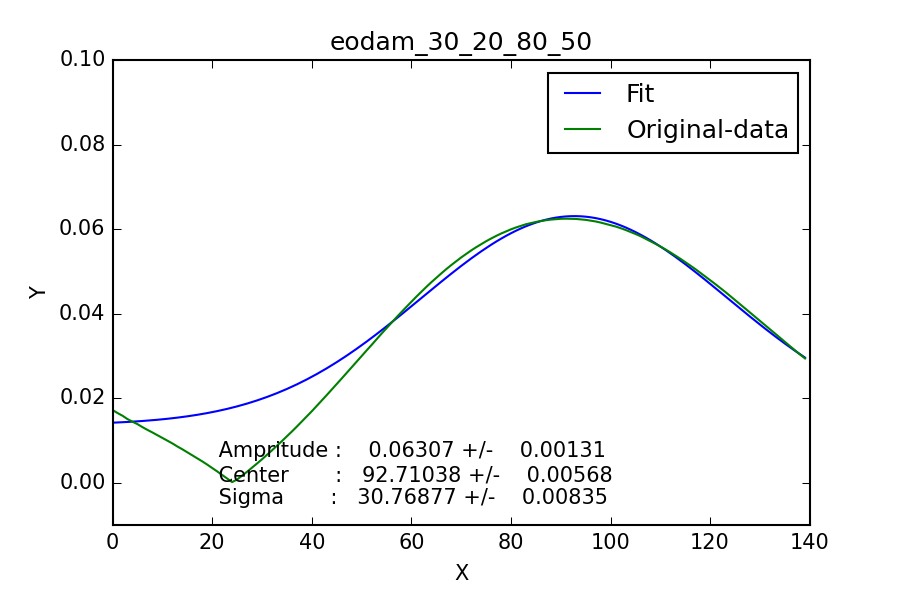 eodam_30_20_80_50
Fit
Original-data
0.10
0.08
0.06
0.04
0.02
0.00
Y
Amplitude : 0.06307 +/- 0.00131
Center : 92.71038 +/- 0.00568
Sigma : 30.76877 +/- 0.00835
0 20 40 60 80 100 120 140
X